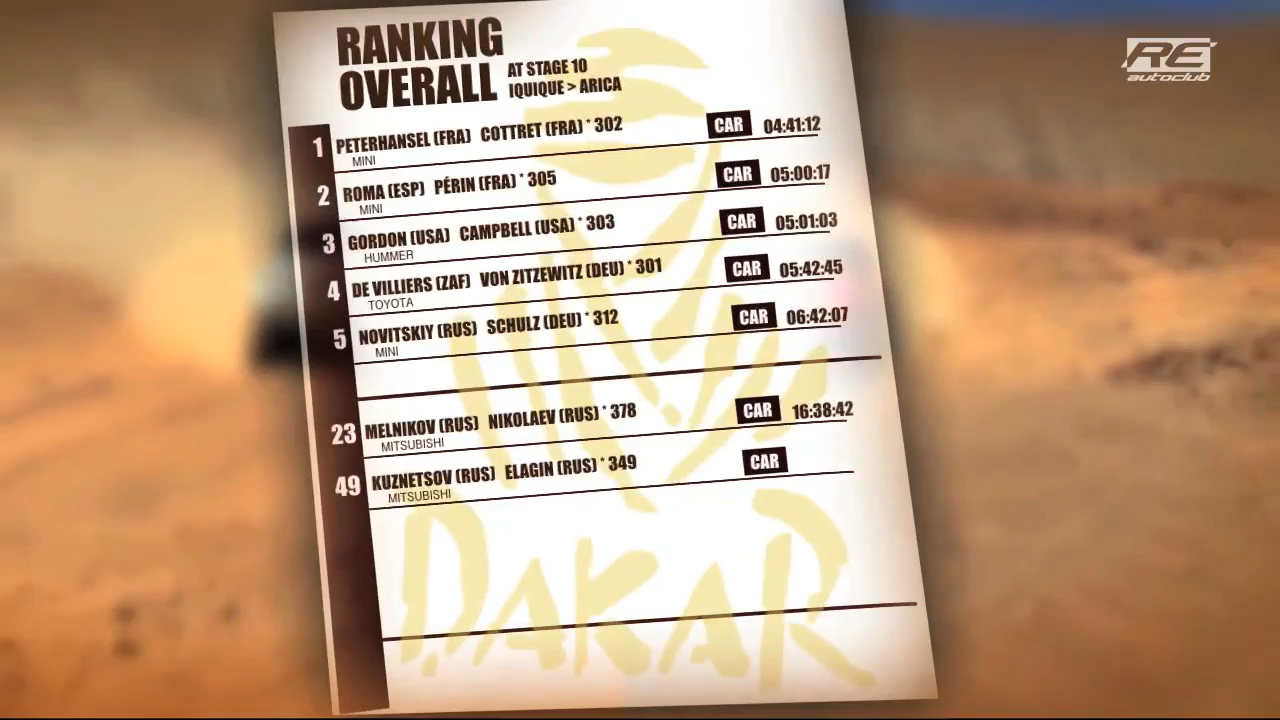 RANKING
OVERALL AT STAGE 10
IQUIQUE > ARICA
RE
autoclub
1 PETERHANSEL (FRA) COTTRET (FRA) * 302 CAR 04:41:12
MINI
2 ROMA (ESP) PÉRIN (FRA) * 305 CAR 05:00:17
MINI
3 GORDON (USA) CAMPBELL (USA) * 303 CAR 05:01:03
HUMMER
4 DE VILLIERS (ZAF) VON ZITZEWITZ (DEU) * 301 CAR 05:42:45
TOYOTA
5 NOVITSKIY (RUS) SCHULZ (DEU) * 312 CAR 06:42:07
MINI
23 MELNIKOV (RUS) NIKOLAEV (RUS) * 378 CAR 16:38:42
MITSUBISHI
49 KUZNETSOV (RUS) ELAGIN (RUS) * 349 CAR
MITSUBISHI
DAKAR